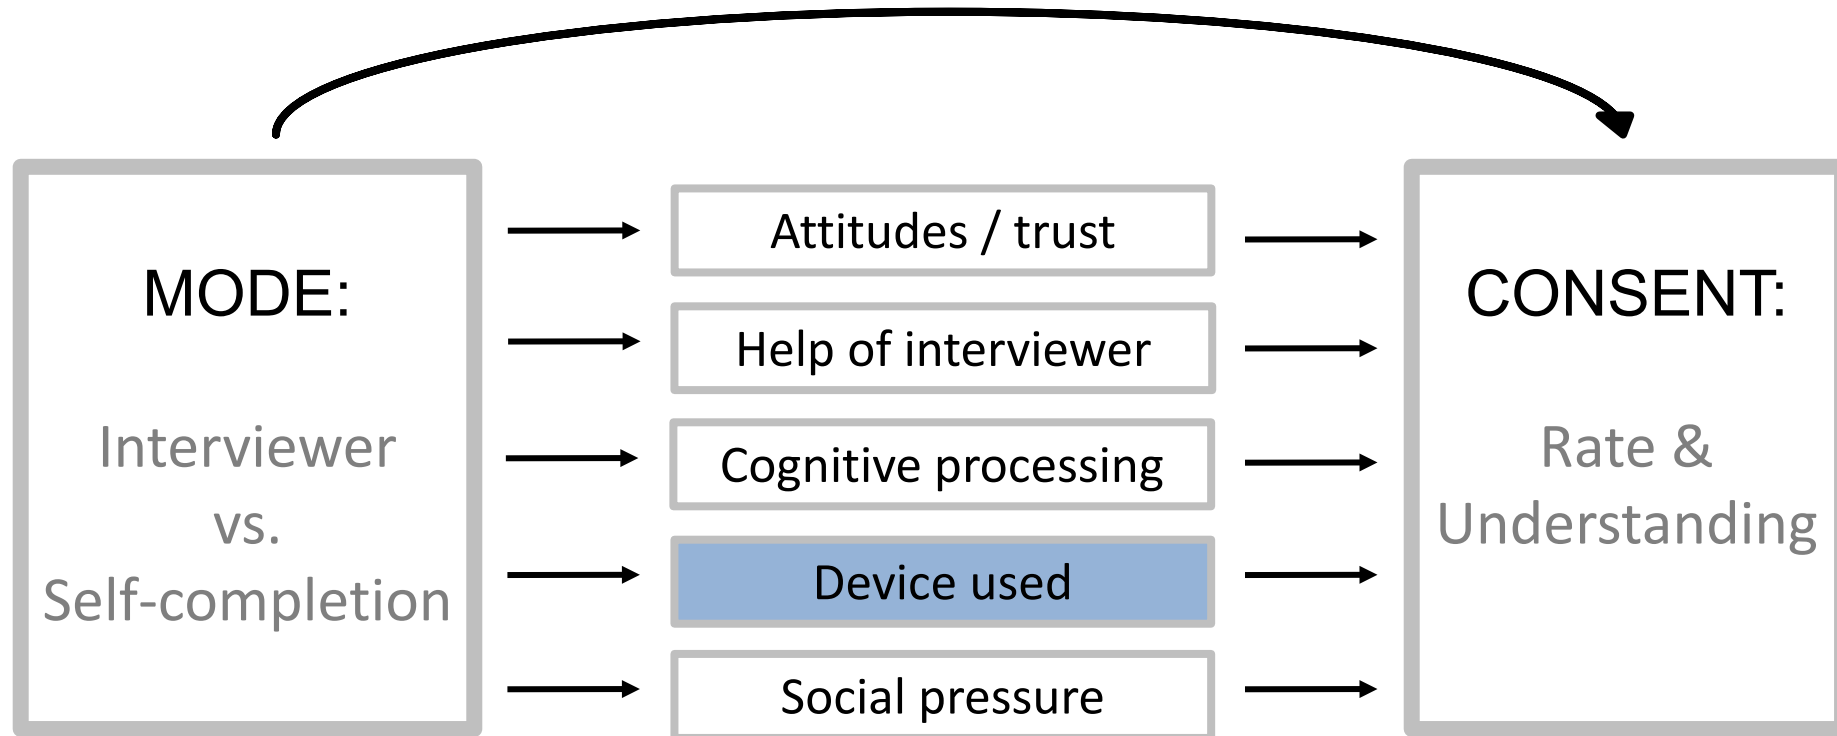 MODE:
Interviewer
vs.
Self-completion
Attitudes / trust
Help of interviewer
Cognitive processing
Device used
Social pressure
CONSENT:
Rate &
Understanding